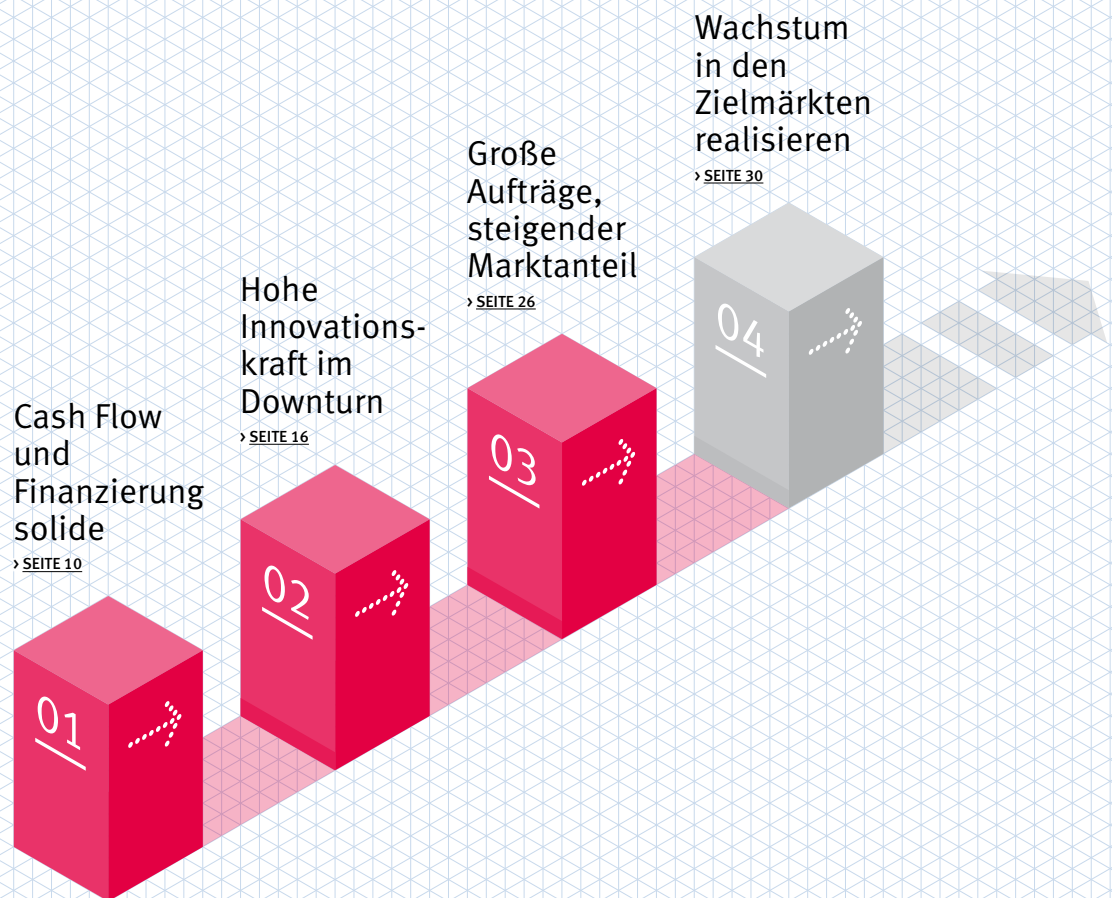 Cash Flow
und
Finanzierung
solide
› SEITE 10
01
Hohe
Innovations-
kraft im
Downturn
› SEITE 16
02
Große
Aufträge,
steigender
Marktanteil
› SEITE 26
03
Wachstum
in den
Zielmärkten
realisieren
› SEITE 30
04